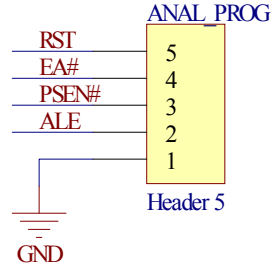 ANAL_PROG
RST 5
EA# 4
PSEN# 3
ALE 2
1
Header 5
GND